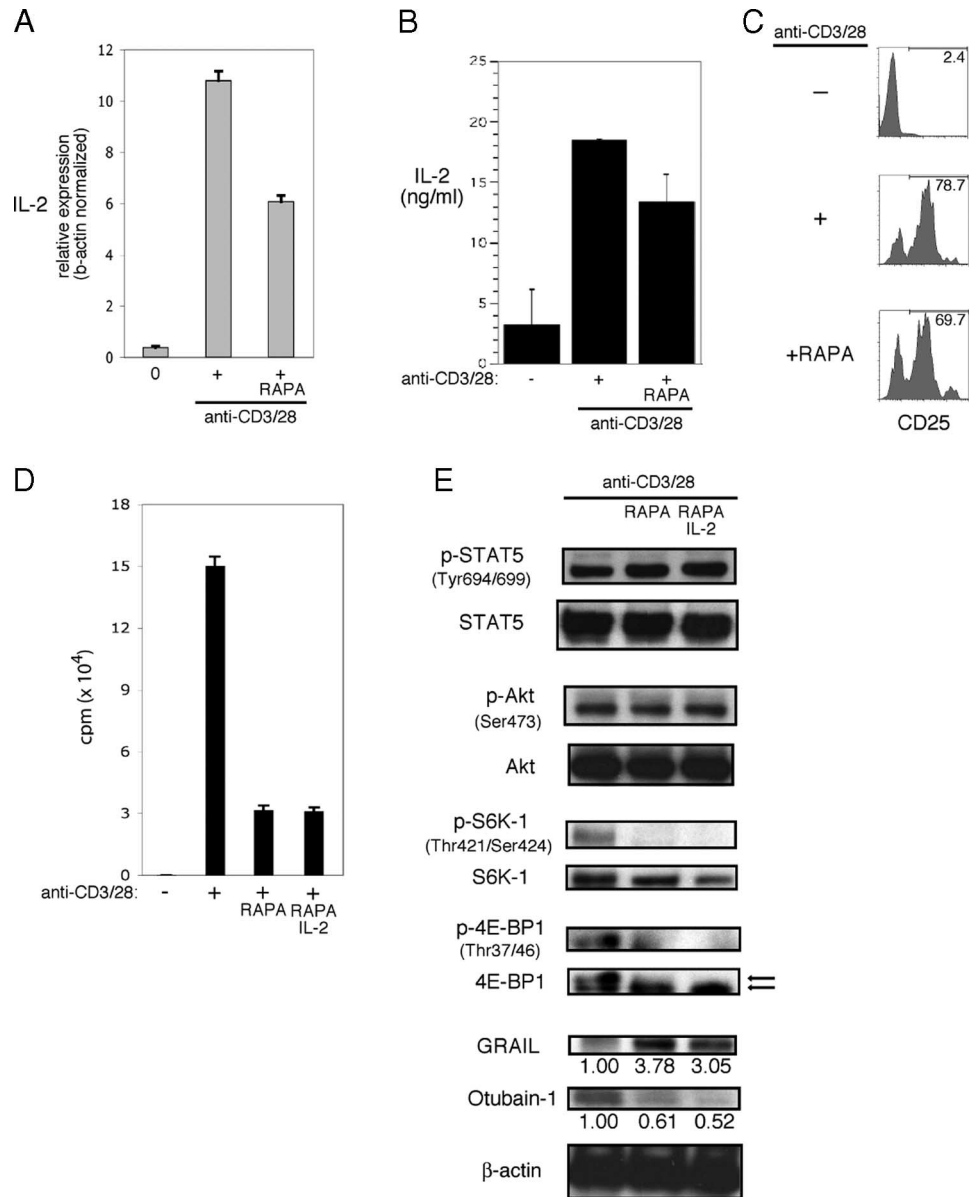 A
IL-2
relative expression
(b-actin normalized)
12
10
8
6
4
2
0
0
+
+
RAPA
anti-CD3/28
B
IL-2
(ng/ml)
25
20
15
10
5
0
anti-CD3/28:
-
+
+
RAPA
anti-CD3/28
C
anti-CD3/28
–
2.4
+
78.7
+RAPA
69.7
CD25
D
cpm (x 10⁴)
18
15
12
9
6
3
0
anti-CD3/28:
-
+
+
+
RAPA
RAPA
IL-2
E
anti-CD3/28
RAPA
RAPA
IL-2
p-STAT5
(Tyr694/699)
STAT5
p-Akt
(Ser473)
Akt
p-S6K-1
(Thr421/Ser424)
S6K-1
p-4E-BP1
(Thr37/46)
4E-BP1
GRAIL
1.00 3.78 3.05
Otubain-1
1.00 0.61 0.52
β-actin